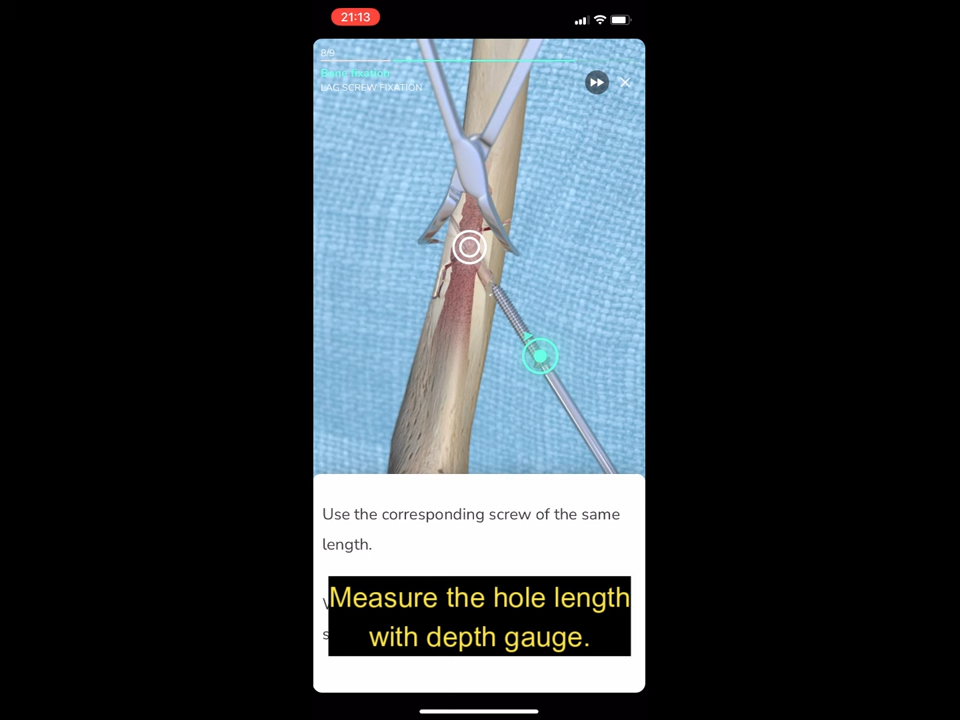 21:13
8/9
Bone fixation
LAG SCREW FIXATION
Use the corresponding screw of the same
length.
Measure the hole length
with depth gauge.